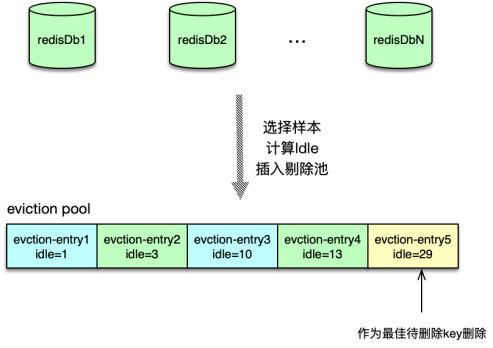 redisDb1
redisDb2
...
redisDbN
选择样本
计算Idle
插入剔除池
eviction pool
evction-entry1
idle=1
evction-entry2
idle=3
evction-entry3
idle=10
evction-entry4
idle=13
evction-entry5
idle=29
作为最佳待删除key删除